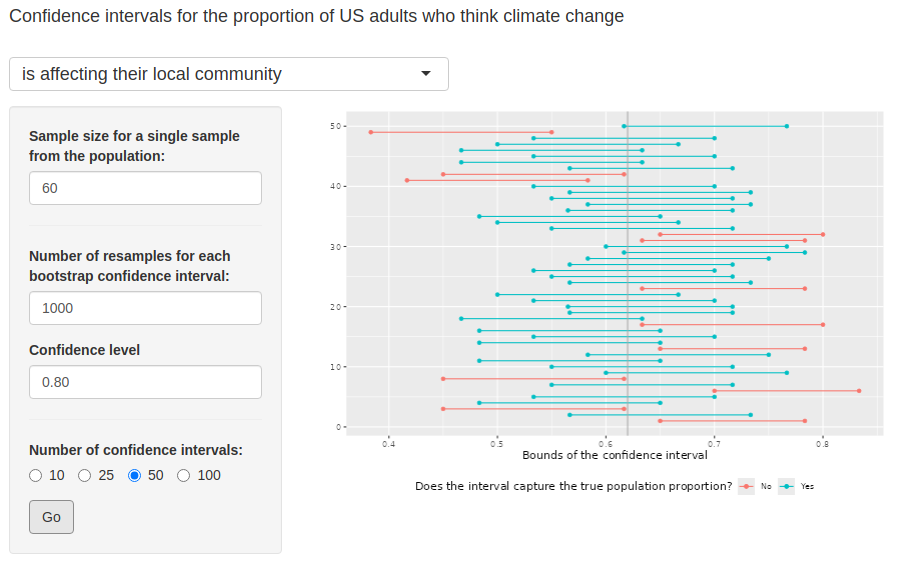 Confidence intervals for the proportion of US adults who think climate change
is affecting their local community
Sample size for a single sample
from the population:
60
Number of resamples for each
bootstrap confidence interval:
1000
Confidence level
0.80
Number of confidence intervals:
10 25 50 100
Go
50
40
30
20
10
0
0.4 0.5 0.6 0.7 0.8
Bounds of the confidence interval
Does the interval capture the true population proportion? No Yes